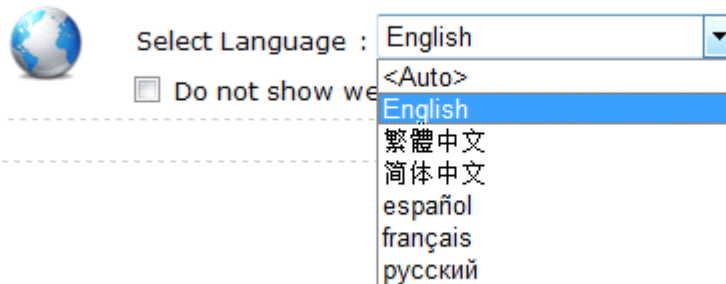 Select Language : English
<Auto>
Do not show we
English
繁體中文
简体中文
español
français
русский